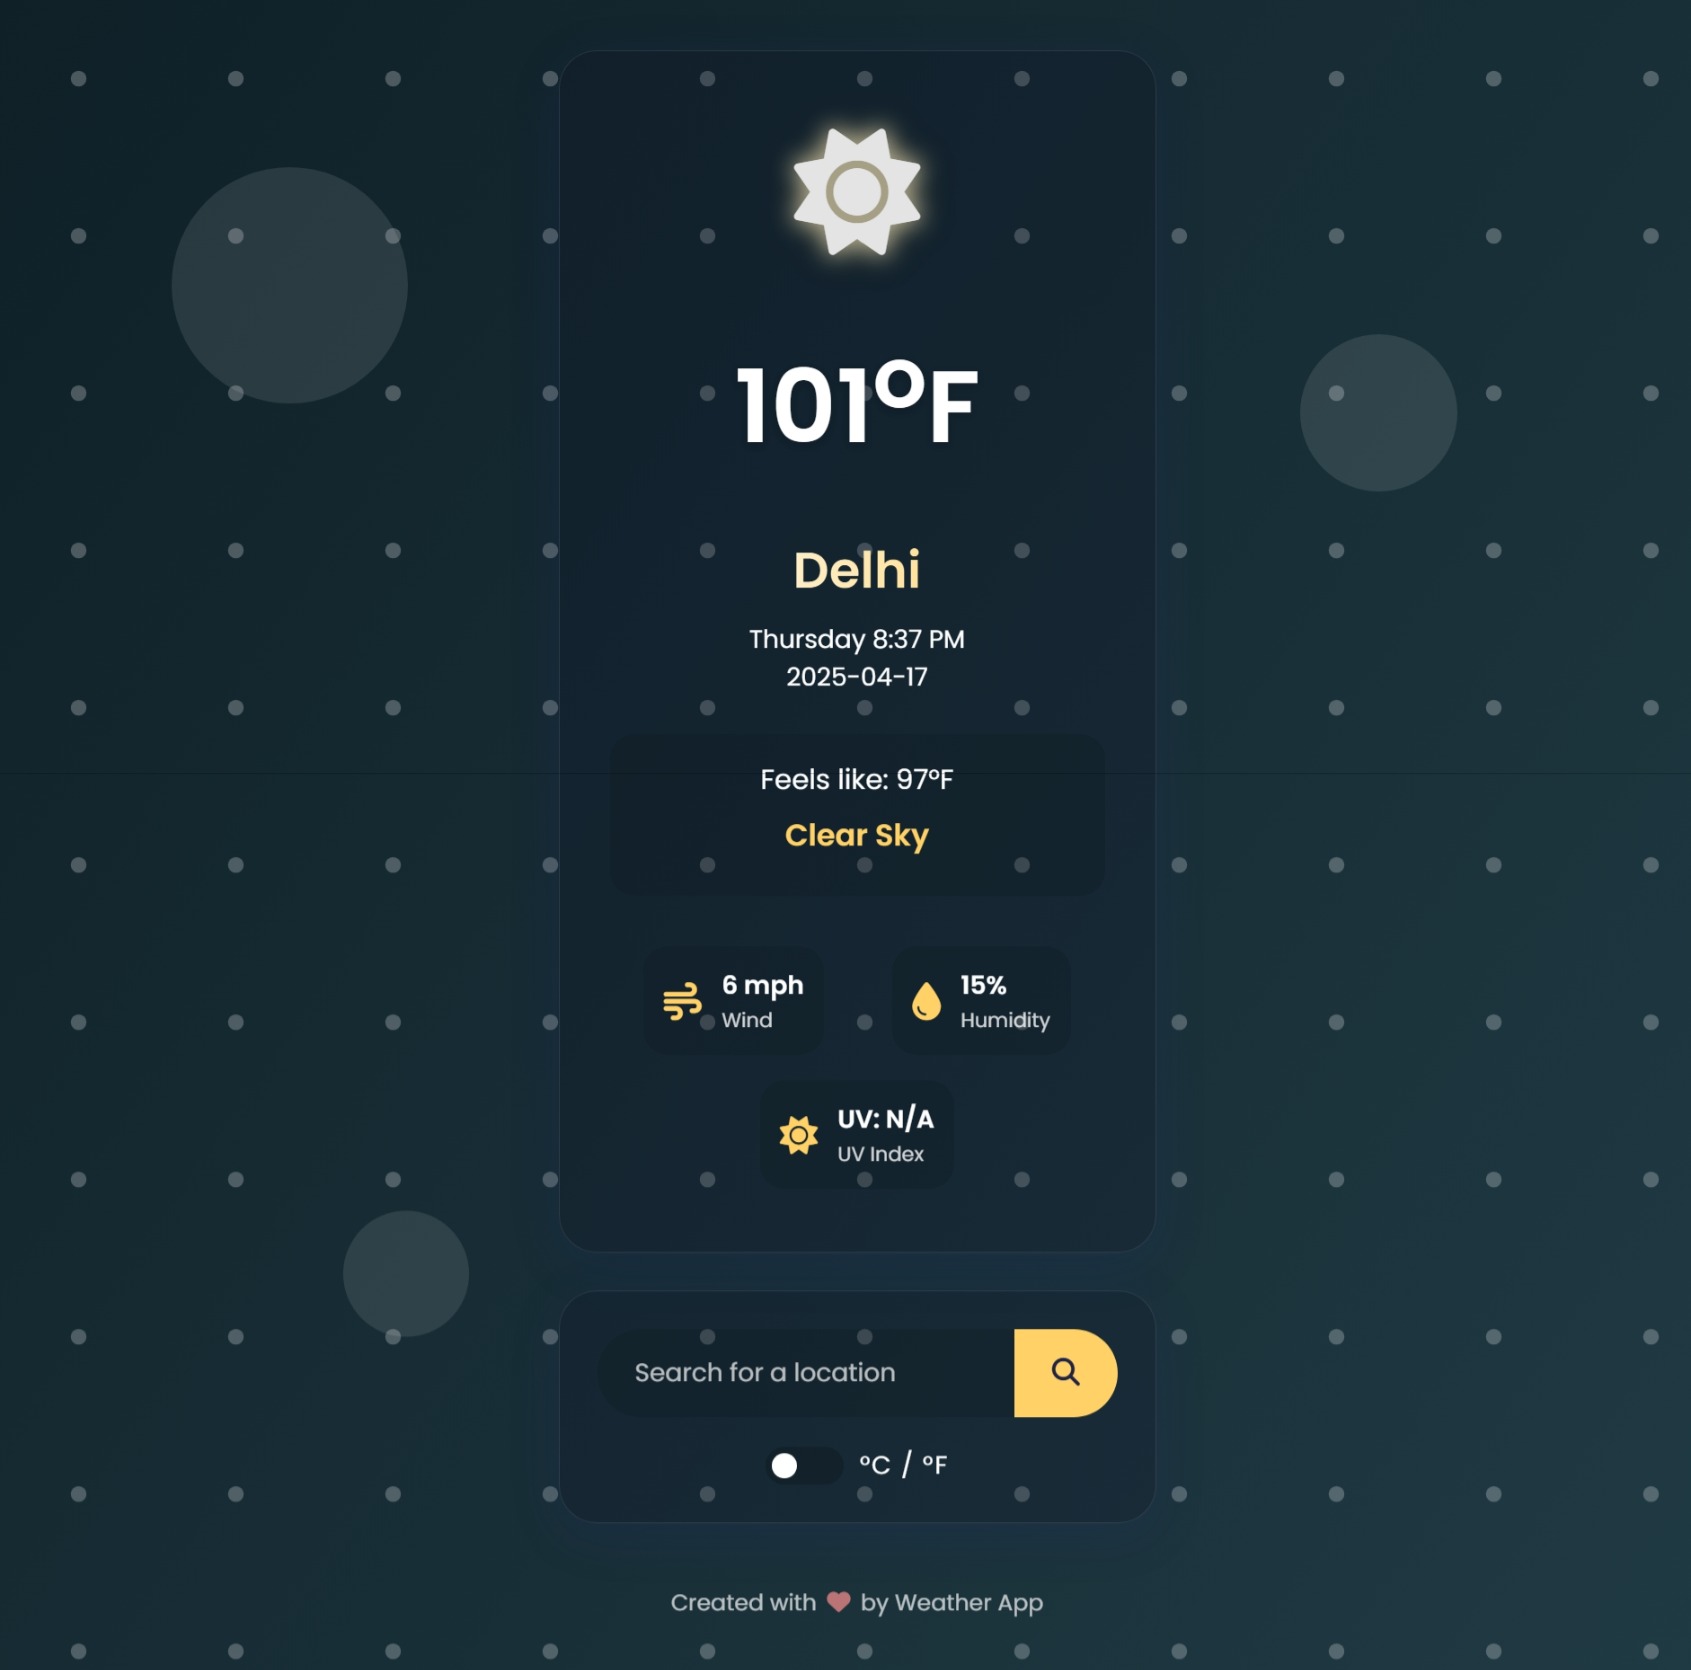 101°F
Delhi
Thursday 8:37 PM
2025-04-17
Feels like: 97°F
Clear Sky
6 mph
Wind
15%
Humidity
UV: N/A
UV Index
Search for a location
°C / °F
Created with ❤ by Weather App